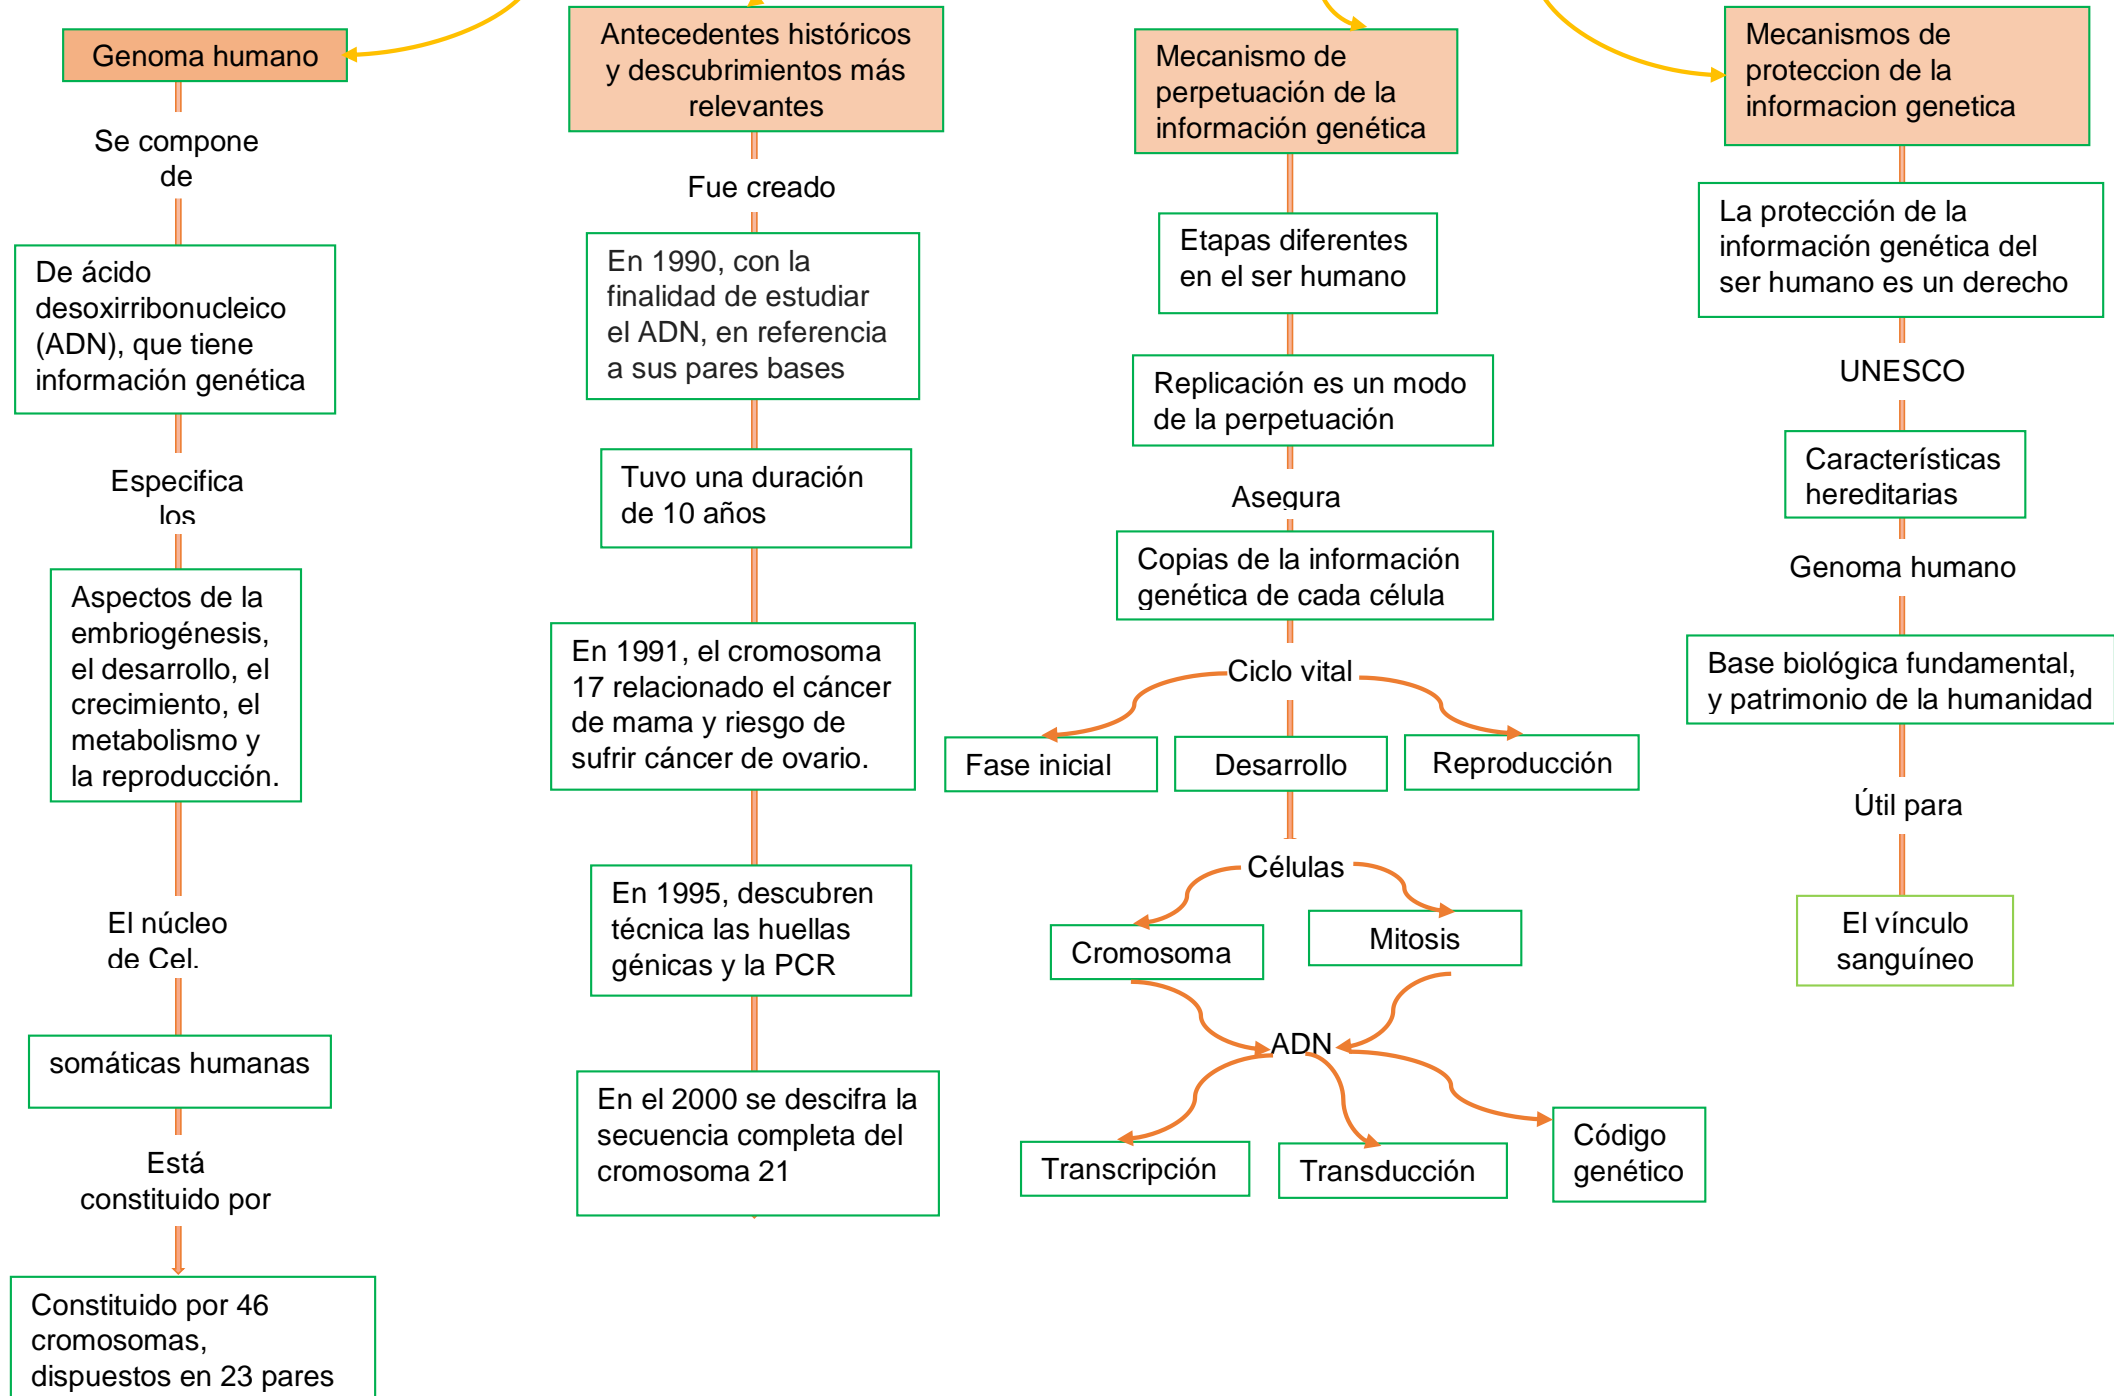 Genoma humano
Se compone
de
De ácido
desoxirribonucleico
(ADN), que tiene
información genética
Especifica
los
Aspectos de la
embriogénesis,
el desarrollo, el
crecimiento, el
metabolismo y
la reproducción.
El núcleo
de Cel.
somáticas humanas
Está
constituido por
Constituido por 46
cromosomas,
dispuestos en 23 pares
Antecedentes históricos
y descubrimientos más
relevantes
Fue creado
En 1990, con la
finalidad de estudiar
el ADN, en referencia
a sus pares bases
Tuvo una duración
de 10 años
En 1991, el cromosoma
17 relacionado el cáncer
de mama y riesgo de
sufrir cáncer de ovario.
En 1995, descubren
técnica las huellas
génicas y la PCR
En el 2000 se descifra la
secuencia completa del
cromosoma 21
Mecanismo de
perpetuación de la
información genética
Etapas diferentes
en el ser humano
Replicación es un modo
de la perpetuación
Asegura
Copias de la información
genética de cada célula
Ciclo vital
Fase inicial
Desarrollo
Reproducción
Células
Cromosoma
Mitosis
ADN
Transcripción
Transducción
Código
genético
Mecanismos de
proteccion de la
informacion genetica
La protección de la
información genética del
ser humano es un derecho
UNESCO
Características
hereditarias
Genoma humano
Base biológica fundamental,
y patrimonio de la humanidad
Útil para
El vínculo
sanguíneo